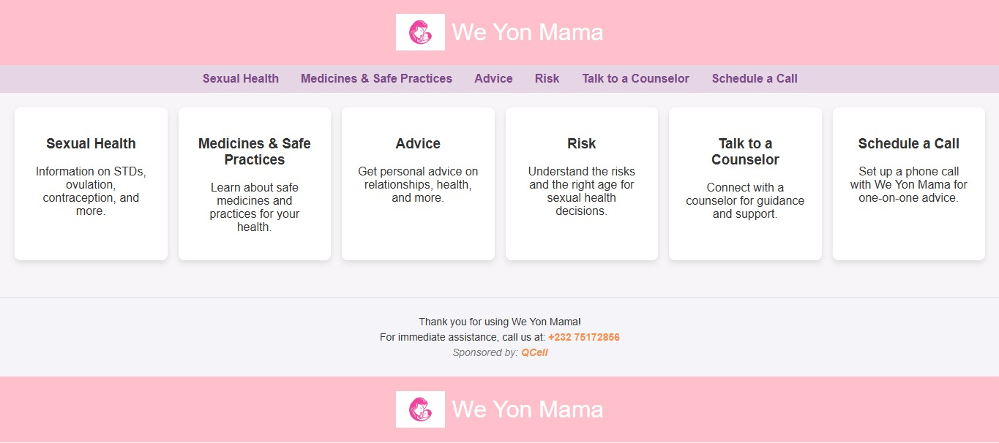 We Yon Mama
Sexual Health Medicines & Safe Practices Advice Risk Talk to a Counselor Schedule a Call
Sexual Health
Information on STDs,
ovulation,
contraception, and
more.
Medicines & Safe
Practices
Learn about safe
medicines and
practices for your
health.
Advice
Get personal advice on
relationships, health,
and more.
Risk
Understand the risks
and the right age for
sexual health
decisions.
Talk to a
Counselor
Connect with a
counselor for guidance
and support.
Schedule a Call
Set up a phone call
with We Yon Mama for
one-on-one advice.
Thank you for using We Yon Mama!
For immediate assistance, call us at: +232 75172856
Sponsored by: QCell
We Yon Mama